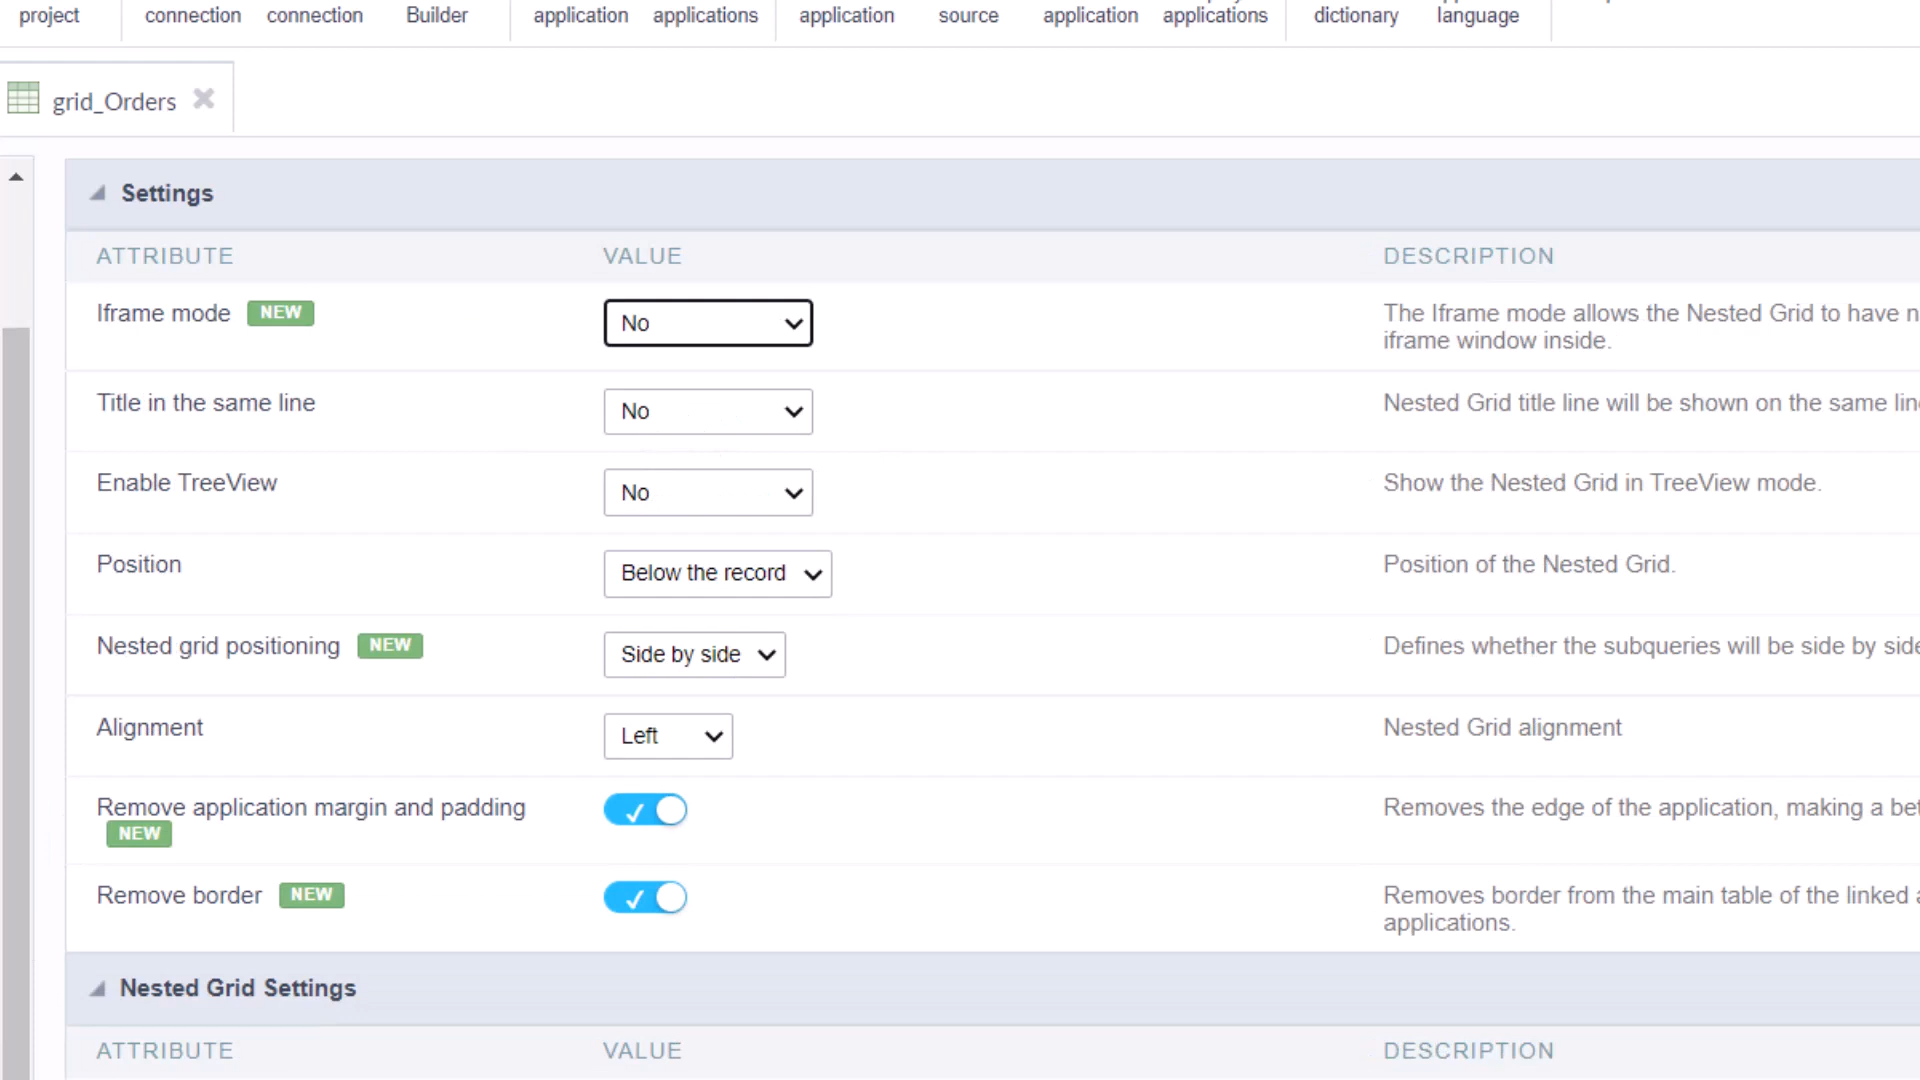 project connection connection Builder application applications application source application applications dictionary language
grid_Orders
Settings
ATTRIBUTE VALUE DESCRIPTION
Iframe mode NEW No The Iframe mode allows the Nested Grid to have
iframe window inside.
Title in the same line No Nested Grid title line will be shown on the same
Enable TreeView No Show the Nested Grid in TreeView mode.
Position Below the record Position of the Nested Grid.
Nested grid positioning NEW Side by side Defines whether the subqueries will be side by side
Alignment Left Nested Grid alignment
Remove application margin and padding Removes the edge of the application, making a
NEW
Remove border NEW Removes border from the main table of the linked
applications.
Nested Grid Settings
ATTRIBUTE VALUE DESCRIPTION